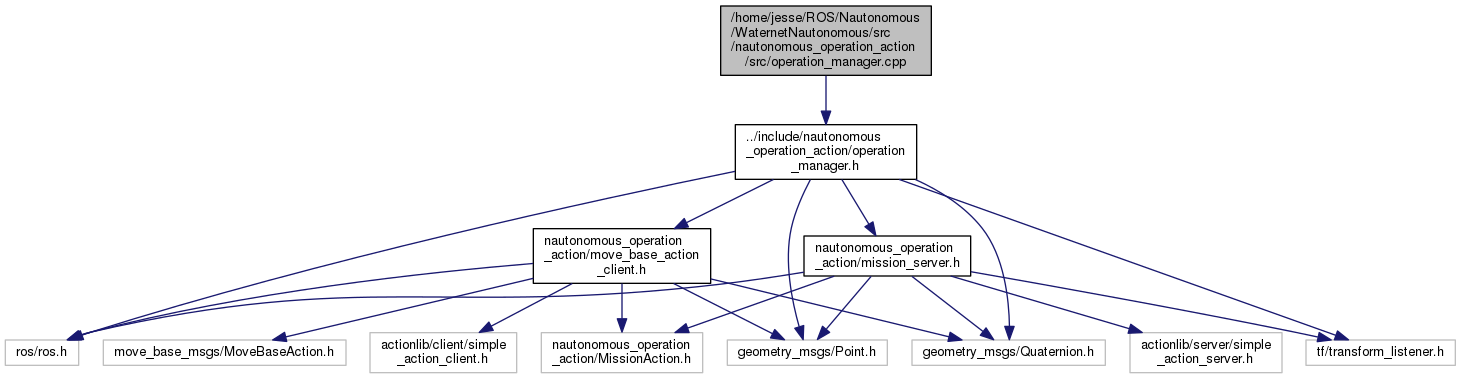 /home/jesse/ROS/Nautonomous
/WaternetNautonomous/src
/nautonomous_operation_action
/src/operation_manager.cpp
../include/nautonomous
_operation_action/operation
_manager.h
nautonomous_operation
_action/move_base_action
_client.h
nautonomous_operation
_action/mission_server.h
ros/ros.h
move_base_msgs/MoveBaseAction.h
actionlib/client/simple
_action_client.h
nautonomous_operation
_action/MissionAction.h
geometry_msgs/Point.h
geometry_msgs/Quaternion.h
actionlib/server/simple
_action_server.h
tf/transform_listener.h